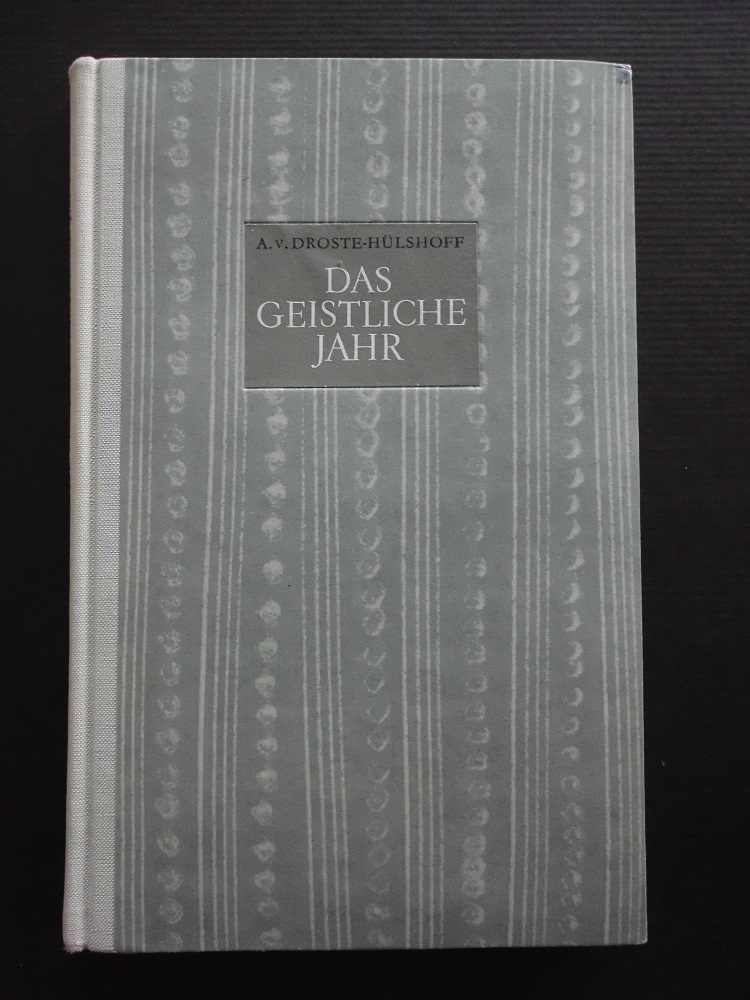 A. v. DROSTE-HÜLSHOFF
DAS
GEISTLICHE
JAHR